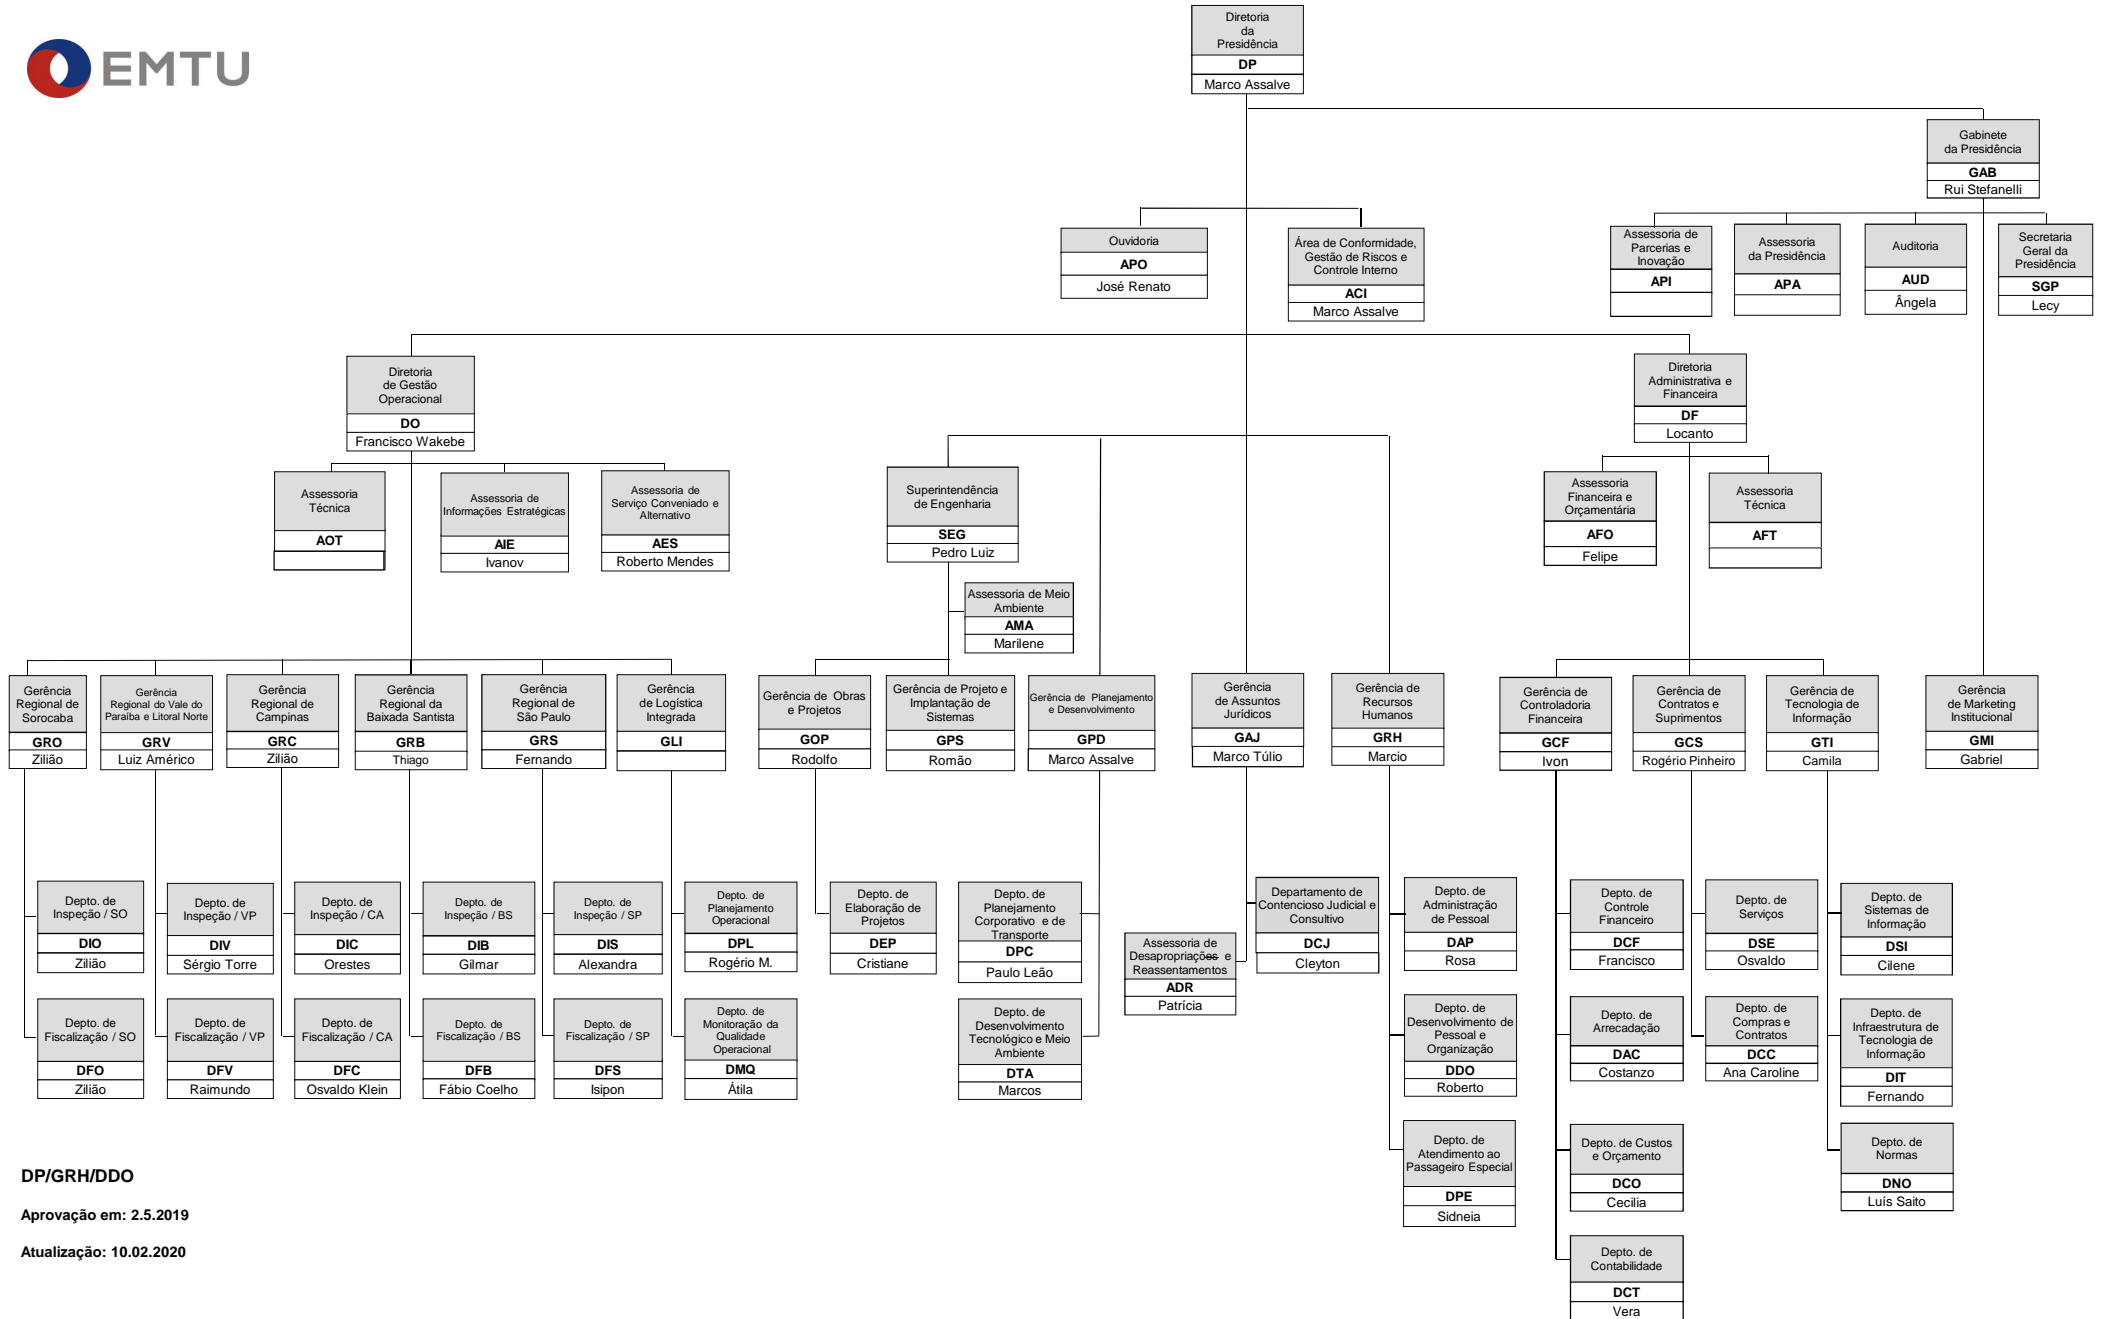 EMTU
Diretoria
da
Presidência
DP
Marco Assalve
Gabinete
da Presidência
GAB
Rui Stefanelli
Ouvidoria
APO
José Renato
Área de Conformidade,
Gestão de Riscos e
Controle Interno
ACI
Marco Assalve
Assessoria de
Parcerias e
Inovação
API
Assessoria
da Presidência
APA
Auditoria
AUD
Ângela
Secretaria
Geral da
Presidência
SGP
Lecy
Diretoria
de Gestão
Operacional
DO
Francisco Wakebe
Diretoria
Administrativa e
Financeira
DF
Locanto
Assessoria
Técnica
AOT
Assessoria de
Informações Estratégicas
AIE
Ivanov
Assessoria de
Serviço Conveniado e
Alternativo
AES
Roberto Mendes
Superintendência
de Engenharia
SEG
Pedro Luiz
Assessoria
Financeira e
Orçamentária
AFO
Felipe
Assessoria
Técnica
AFT
Assessoria de Meio
Ambiente
AMA
Marilene
Gerência
Regional de
Sorocaba
GRO
Zilião
Gerência
Regional do Vale do
Paraíba e Litoral Norte
GRV
Luiz Américo
Gerência
Regional de
Campinas
GRC
Zilião
Gerência
Regional da
Baixada Santista
GRB
Thiago
Gerência
Regional de
São Paulo
GRS
Fernando
Gerência
de Logística
Integrada
GLI
Gerência de Obras
e Projetos
GOP
Rodolfo
Gerência de Projeto e
Implantação de
Sistemas
GPS
Romão
Gerência de Planejamento
e Desenvolvimento
GPD
Marco Assalve
Gerência
de Assuntos
Jurídicos
GAJ
Marco Túlio
Gerência de
Recursos
Humanos
GRH
Marcio
Gerência de
Controladoria
Financeira
GCF
Ivon
Gerência de
Contratos e
Suprimentos
GCS
Rogério Pinheiro
Gerência de
Tecnologia de
Informação
GTI
Camila
Gerência
de Marketing
Institucional
GMI
Gabriel
Depto. de
Inspeção / SO
DIO
Zilião
Depto. de
Inspeção / VP
DIV
Sérgio Torre
Depto. de
Inspeção / CA
DIC
Orestes
Depto. de
Inspeção / BS
DIB
Gilmar
Depto. de
Inspeção / SP
DIS
Alexandra
Depto. de
Planejamento
Operacional
DPL
Rogério M.
Depto. de
Elaboração de
Projetos
DEP
Cristiane
Depto. de
Planejamento
Corporativo e de
Transporte
DPC
Paulo Leão
Assessoria de
Desapropriações e
Reassentamentos
ADR
Patrícia
Departamento de
Contencioso Judicial e
Consultivo
DCJ
Cleyton
Depto. de
Administração
de Pessoal
DAP
Rosa
Depto. de
Controle
Financeiro
DCF
Francisco
Depto. de
Serviços
DSE
Osvaldo
Depto. de
Sistemas de
Informação
DSI
Cilene
Depto. de
Fiscalização / SO
DFO
Zilião
Depto. de
Fiscalização / VP
DFV
Raimundo
Depto. de
Fiscalização / CA
DFC
Osvaldo Klein
Depto. de
Fiscalização / BS
DFB
Fábio Coelho
Depto. de
Fiscalização / SP
DFS
Isipon
Depto. de
Monitoração da
Qualidade
Operacional
DMQ
Átila
Depto. de
Desenvolvimento
Tecnológico e Meio
Ambiente
DTA
Marcos
Depto. de
Desenvolvimento de
Pessoal e
Organização
DDO
Roberto
Depto. de
Arrecadação
DAC
Costanzo
Depto. de
Compras e
Contratos
DCC
Ana Caroline
Depto. de
Infraestrutura de
Tecnologia de
Informação
DIT
Fernando
Depto. de
Atendimento ao
Passageiro Especial
DPE
Sidneia
Depto. de Custos
e Orçamento
DCO
Cecilia
Depto. de
Normas
DNO
Luís Saito
Depto. de
Contabilidade
DCT
Vera
DP/GRH/DDO
Aprovação em: 2.5.2019
Atualização: 10.02.2020